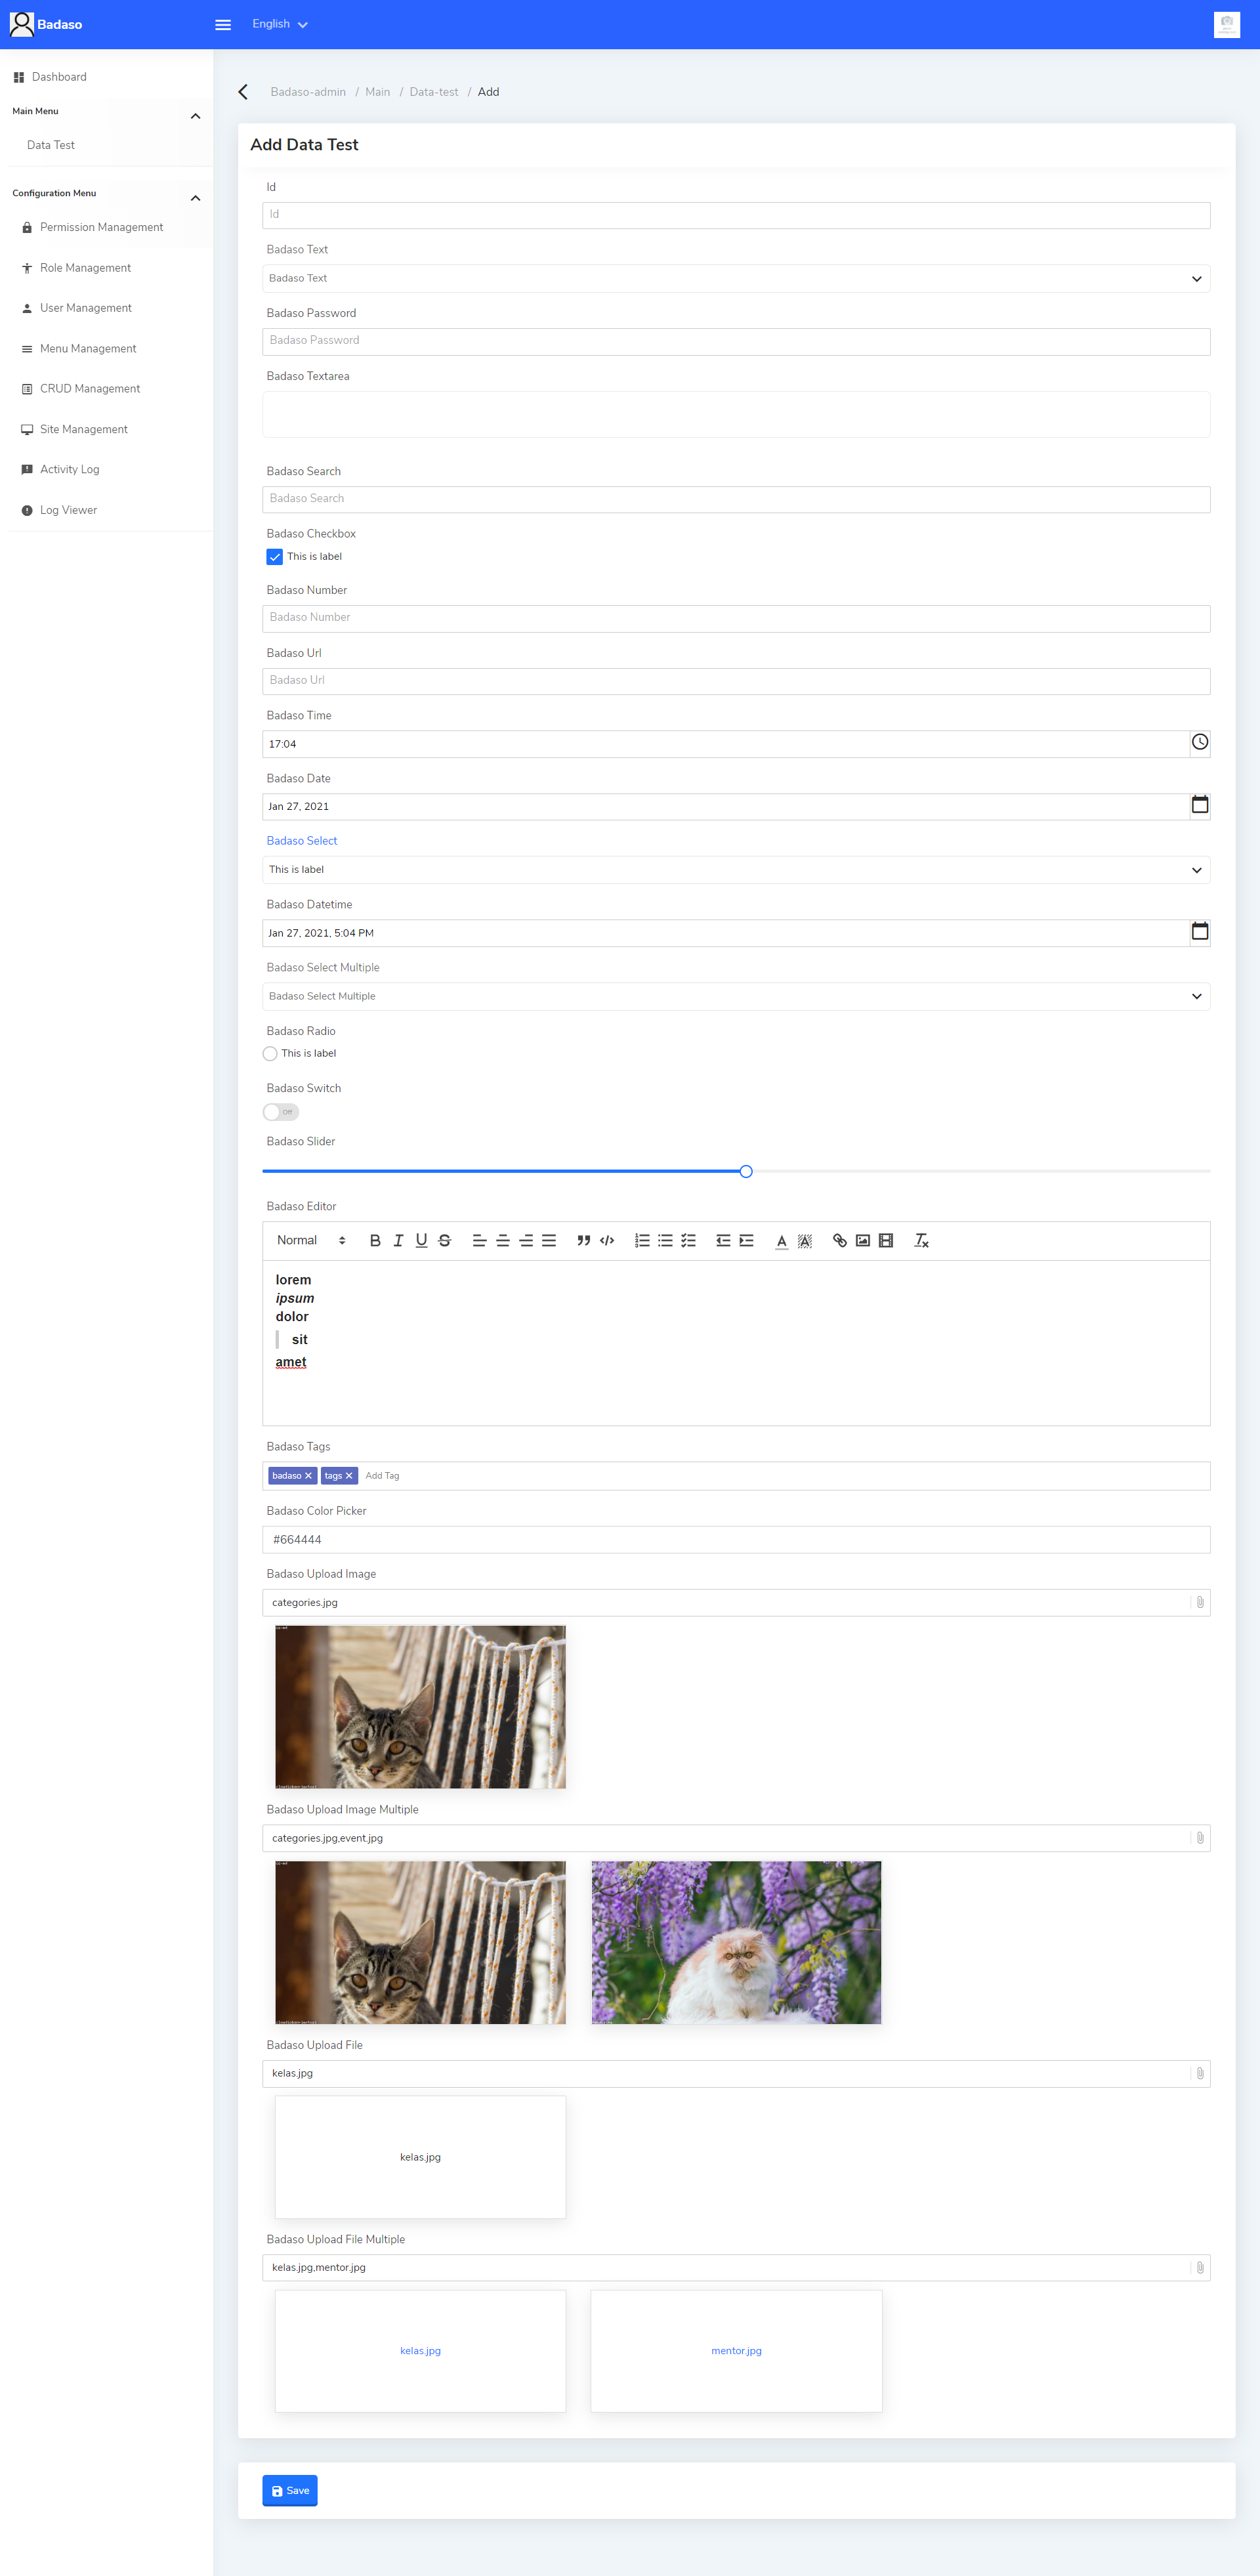 Badaso
English
Dashboard
Main Menu
Data Test
Configuration Menu
Permission Management
Role Management
User Management
Menu Management
CRUD Management
Site Management
Activity Log
Log Viewer
Badaso-admin / Main / Data-test / Add
Add Data Test
Id
Id
Badaso Text
Badaso Text
Badaso Password
Badaso Password
Badaso Textarea
Badaso Search
Badaso Search
Badaso Checkbox
This is label
Badaso Number
Badaso Number
Badaso Url
Badaso Url
Badaso Time
17:04
Badaso Date
Jan 27, 2021
Badaso Select
This is label
Badaso Datetime
Jan 27, 2021, 5:04 PM
Badaso Select Multiple
Badaso Select Multiple
Badaso Radio
This is label
Badaso Switch
Off
Badaso Slider
Badaso Editor
Normal
lorem
ipsum
dolor
sit
amet
Badaso Tags
badaso tags Add Tag
Badaso Color Picker
#664444
Badaso Upload Image
categories.jpg
Badaso Upload Image Multiple
categories.jpg,event.jpg
Badaso Upload File
kelas.jpg
kelas.jpg
Badaso Upload File Multiple
kelas.jpg,mentor.jpg
kelas.jpg mentor.jpg
Save